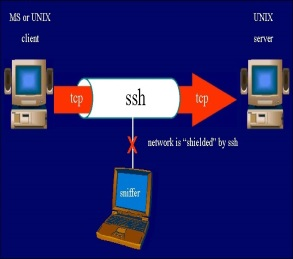 MS or UNIX
client
UNIX
server
tcp
ssh
tcp
X
network is “shielded” by ssh
sniffer